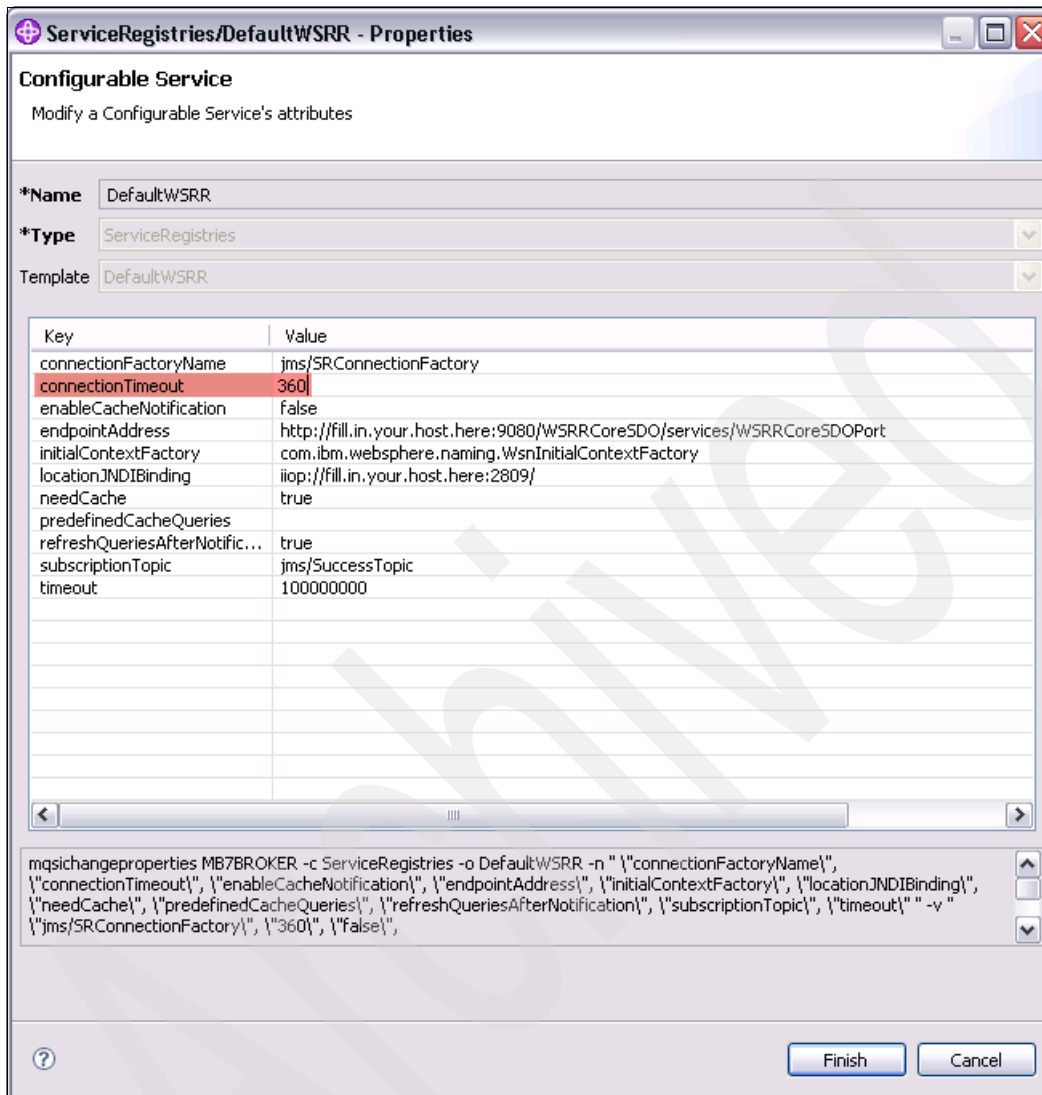 ServiceRegistries/DefaultWSRR - Properties
Configurable Service
Modify a Configurable Service's attributes
*Name DefaultWSRR
*Type ServiceRegistries
Template DefaultWSRR
Key Value
connectionFactoryName jms/SRConnectionFactory
connectionTimeout 360
enableCacheNotification false
endpointAddress http://fill.in.your.host.here:9080/WSRRCoreSDO/services/WSRRCoreSDOPort
initialContextFactory com.ibm.websphere.naming.WsnInitialContextFactory
locationJNDIBinding iiop://fill.in.your.host.here:2809/
needCache true
predefinedCacheQueries
refreshQueriesAfterNotific... true
subscriptionTopic jms/SuccessTopic
timeout 100000000
mqsichangeproperties MB7BROKER -c ServiceRegistries -o DefaultWSRR -n " \"connectionFactoryName\",
\"connectionTimeout\", \"enableCacheNotification\", \"endpointAddress\", \"initialContextFactory\", \"locationJNDIBinding\",
\"needCache\", \"predefinedCacheQueries\", \"refreshQueriesAfterNotification\", \"subscriptionTopic\", \"timeout\" " -v "
\"jms/SRConnectionFactory\", \"360\", \"false\",
Finish Cancel
Archived